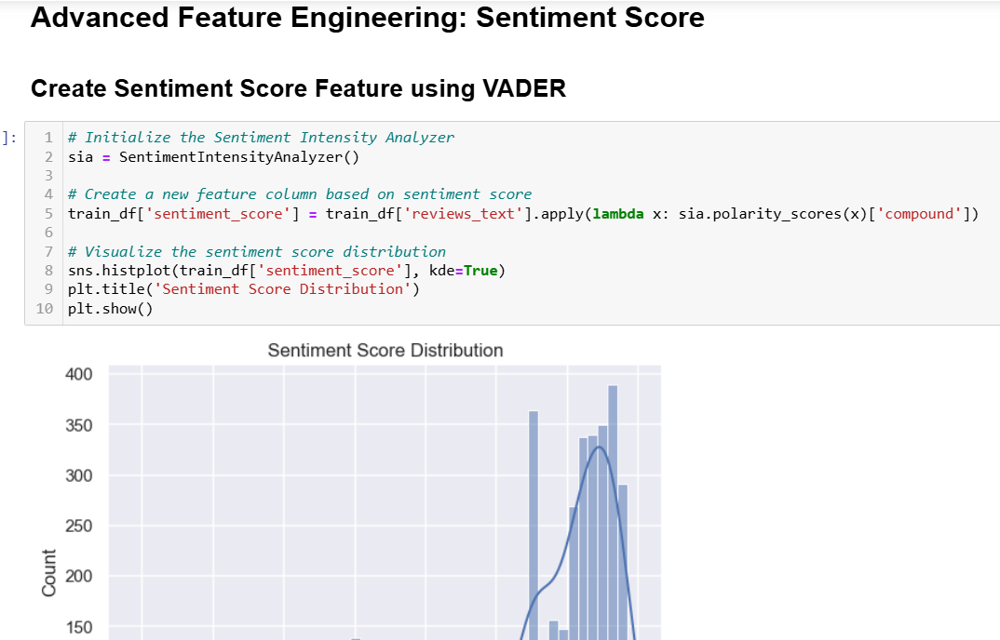 Advanced Feature Engineering: Sentiment Score
Create Sentiment Score Feature using VADER
]:
1 # Initialize the Sentiment Intensity Analyzer
2 sia = SentimentIntensityAnalyzer()
3
4 # Create a new feature column based on sentiment score
5 train_df['sentiment_score'] = train_df['reviews_text'].apply(lambda x: sia.polarity_scores(x)['compound'])
6
7 # Visualize the sentiment score distribution
8 sns.histplot(train_df['sentiment_score'], kde=True)
9 plt.title('Sentiment Score Distribution')
10 plt.show()
Sentiment Score Distribution
400
350
300
250
200
150
Count